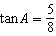 tan A = 5/8